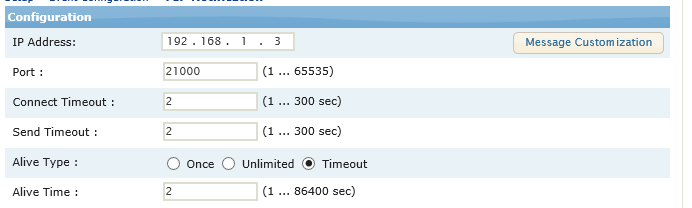 Configuration
IP Address: 192 . 168 . 1 . 3 Message Customization
Port : 21000 (1 ... 65535)
Connect Timeout : 2 (1 ... 300 sec)
Send Timeout : 2 (1 ... 300 sec)
Alive Type : Once Unlimited Timeout
Alive Time : 2 (1 ... 86400 sec)